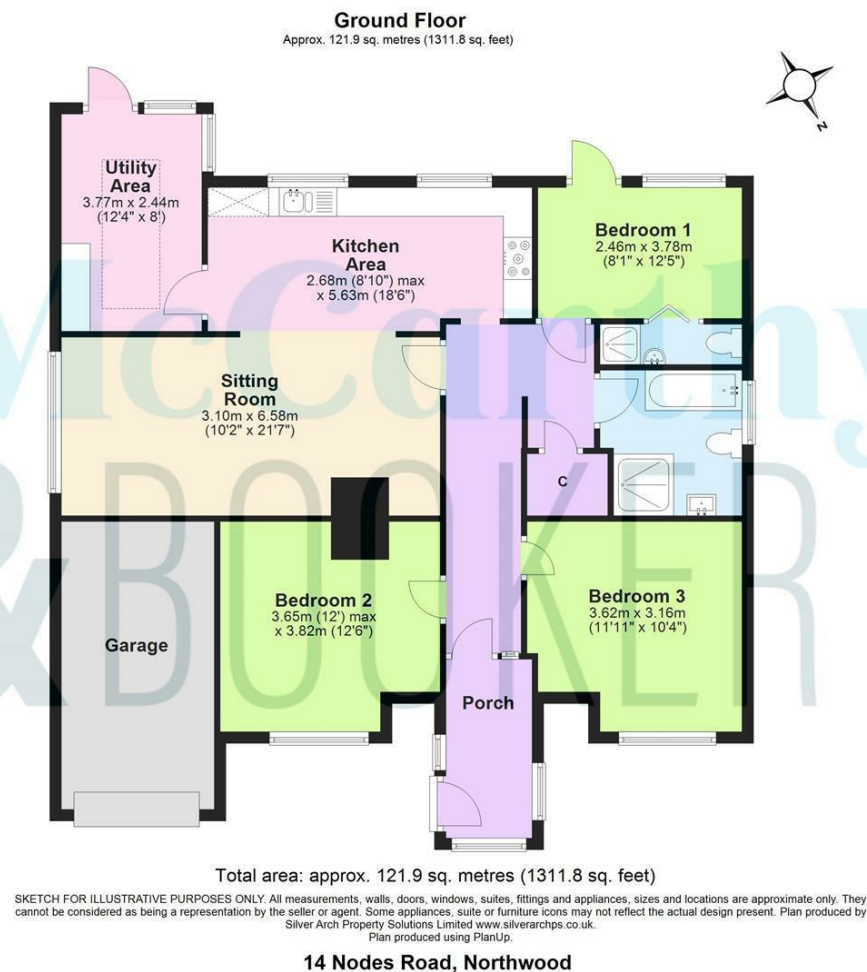 Ground Floor
Approx. 121.9 sq. metres (1311.8 sq. feet)
N
Utility
Area
3.77m x 2.44m
(12'4" x 8')
Kitchen
Area
2.68m (8'10") max
x 5.63m (18'6")
Bedroom 1
2.46m x 3.78m
(8'1" x 12'5")
McCarthy
Sitting
Room
3.10m x 6.58m
(10'2" x 21'7")
C
& BOOKER
Bedroom 2
3.65m (12') max
x 3.82m (12'6")
Bedroom 3
3.62m x 3.16m
(11'11" x 10'4")
Garage
Porch
Total area: approx. 121.9 sq. metres (1311.8 sq. feet)
SKETCH FOR ILLUSTRATIVE PURPOSES ONLY. All measurements, walls, doors, windows, suites, fittings and appliances, sizes and locations are approximate only. They
cannot be considered as being a representation by the seller or agent. Some appliances, suite or furniture icons may not reflect the actual design present. Plan produced by
Silver Arch Property Solutions Limited www.silverarchps.co.uk.
Plan produced using PlanUp.
14 Nodes Road, Northwood